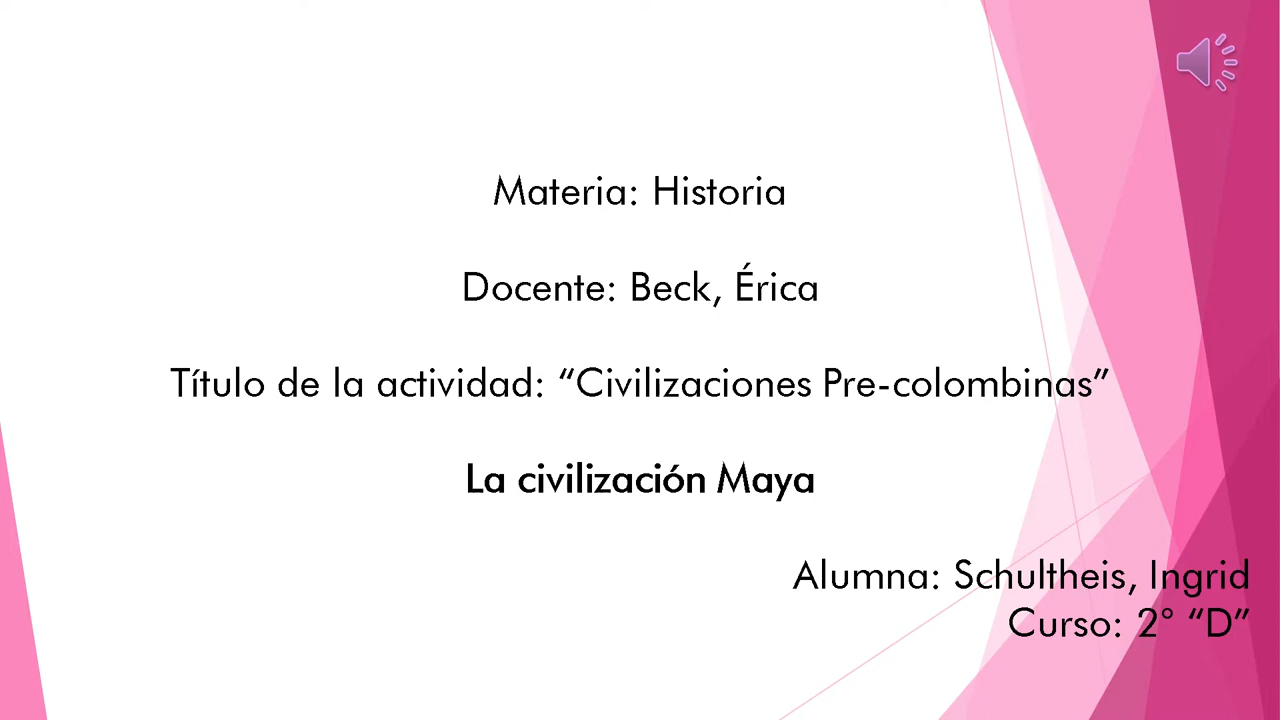 Materia: Historia
Docente: Beck, Érica
Título de la actividad: “Civilizaciones Pre-colombinas”
La civilización Maya
Alumna: Schultheis, Ingrid
Curso: 2° “D”